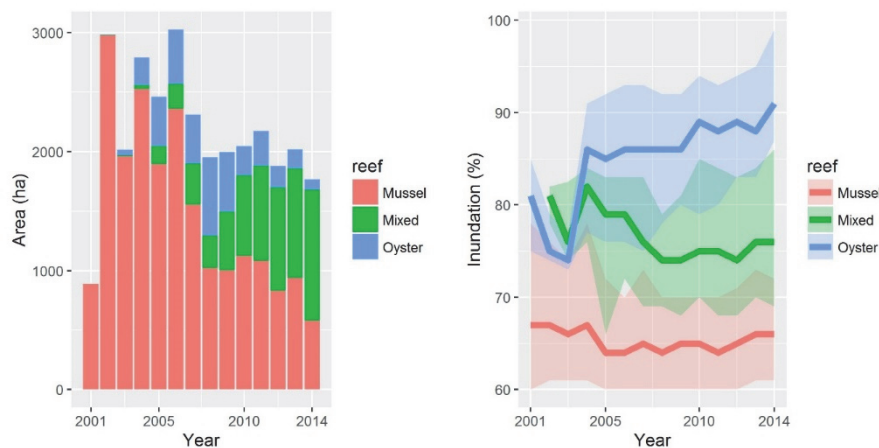 3000
2000
1000
0
Area (ha)
2001
2005
2010
2014
Year
reef
Mussel
Mixed
Oyster
100
90
80
70
60
Inundation (%)
2001
2005
2010
2014
Year
reef
Mussel
Mixed
Oyster